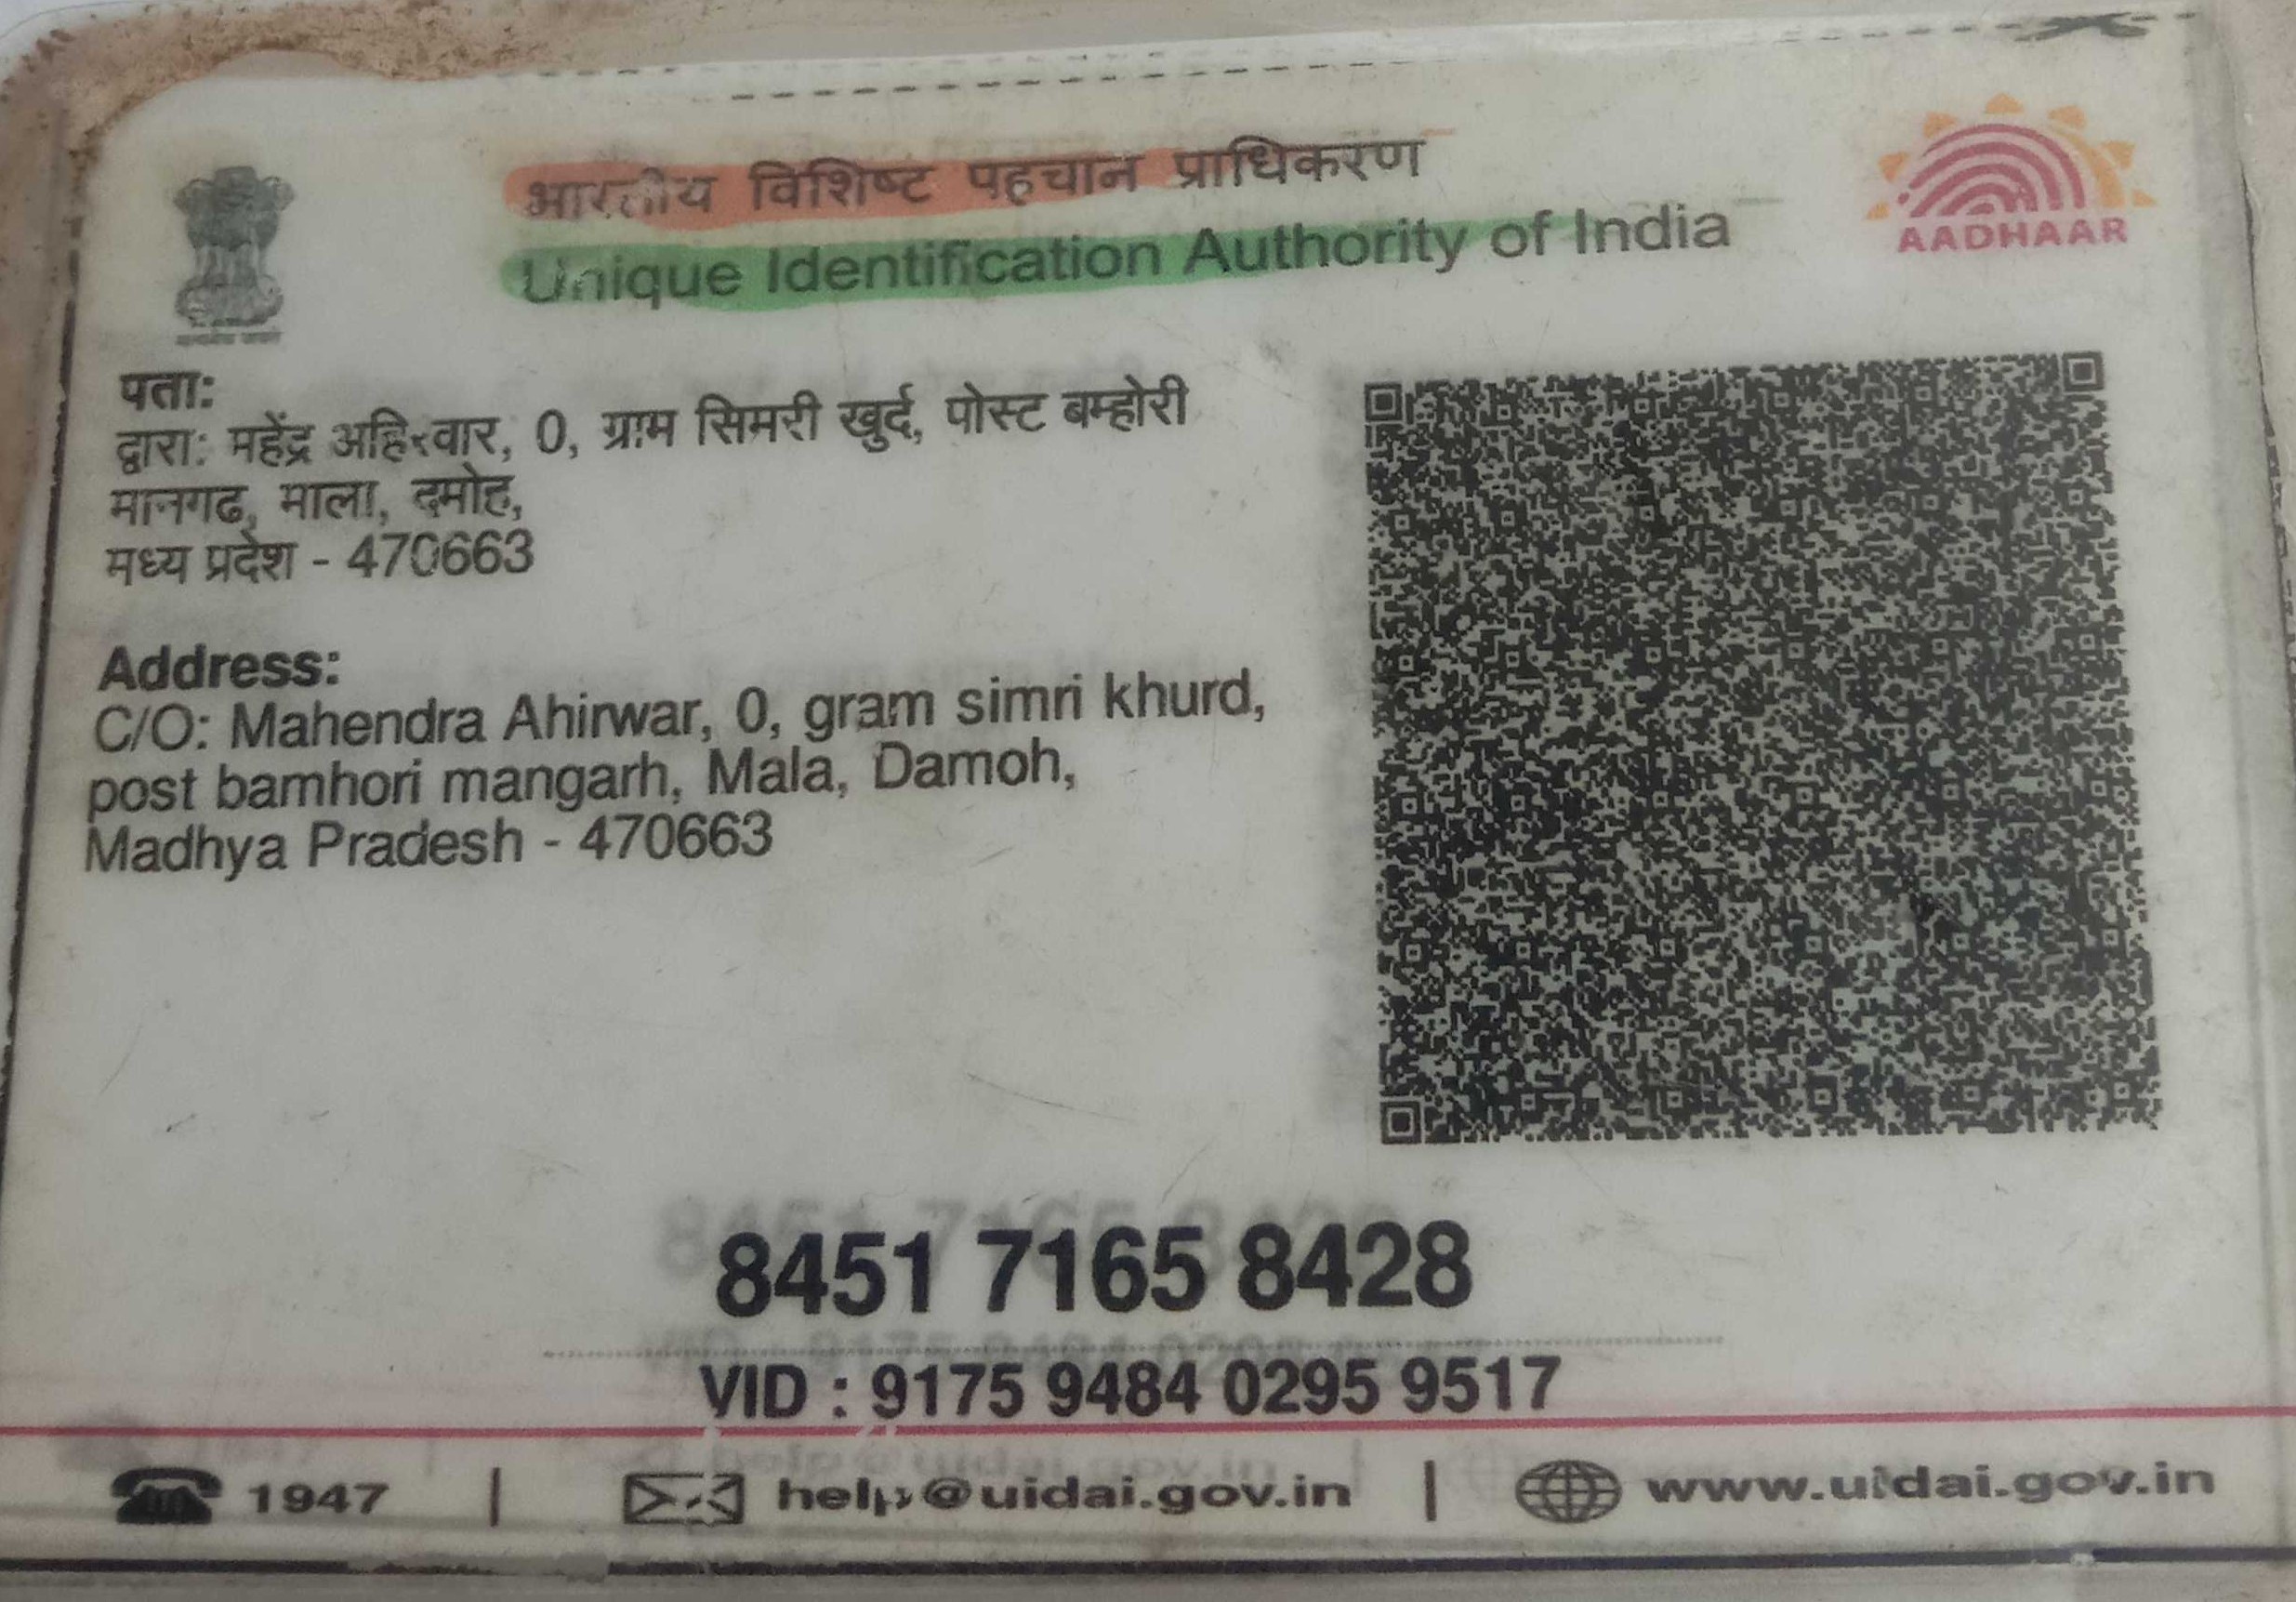 भारतीय विशिष्ट पहचान प्राधिकरण
Unique Identification Authority of India
AADHAAR
पता:
द्वारा: महेंद्र अहिरवार, 0, ग्राम सिमरी खुर्द, पोस्ट बम्होरी
मानगढ, माला, दमोह,
मध्य प्रदेश - 470663
Address:
C/O: Mahendra Ahirwar, 0, gram simri khurd,
post bamhori mangarh, Mala, Damoh,
Madhya Pradesh - 470663
8451 7165 8428
VID : 9175 9484 0295 9517
1947 | help@uidai.gov.in | www.uidai.gov.in